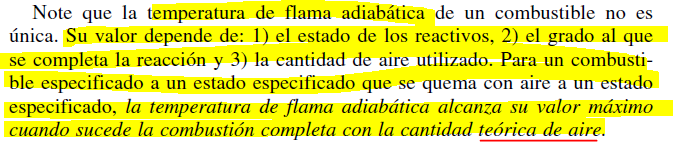 Note que la temperatura de flama adiabática de un combustible no es
única. Su valor depende de: 1) el estado de los reactivos, 2) el grado al que
se completa la reacción y 3) la cantidad de aire utilizado. Para un combusti-
ble especificado a un estado especificado que se quema con aire a un estado
especificado, la temperatura de flama adiabática alcanza su valor máximo
cuando sucede la combustión completa con la cantidad teórica de aire.